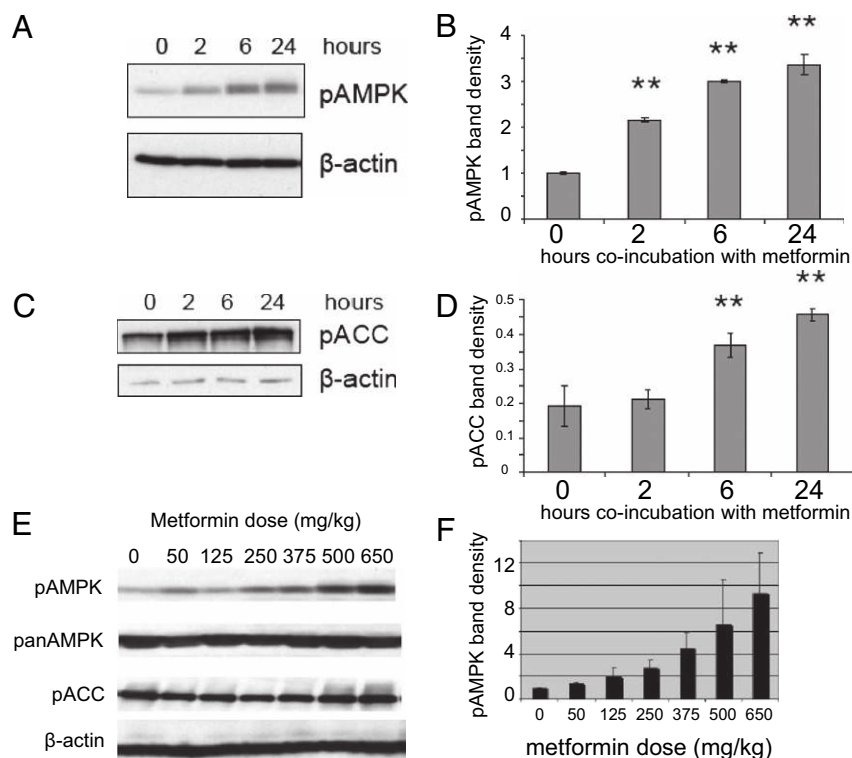 A
0 2 6 24 hours
pAMPK
β-actin
B
pAMPK band density
4
3
2
1
0
** ** **
0 2 6 24
hours co-incubation with metformin
C
0 2 6 24 hours
pACC
β-actin
D
pACC band density
0.5
0.4
0.3
0.2
0.1
0
** **
0 2 6 24
hours co-incubation with metformin
E
Metformin dose (mg/kg)
0 50 125 250 375 500 650
pAMPK
panAMPK
pACC
β-actin
F
pAMPK band density
12
8
4
0
0 50 125 250 375 500 650
metformin dose (mg/kg)